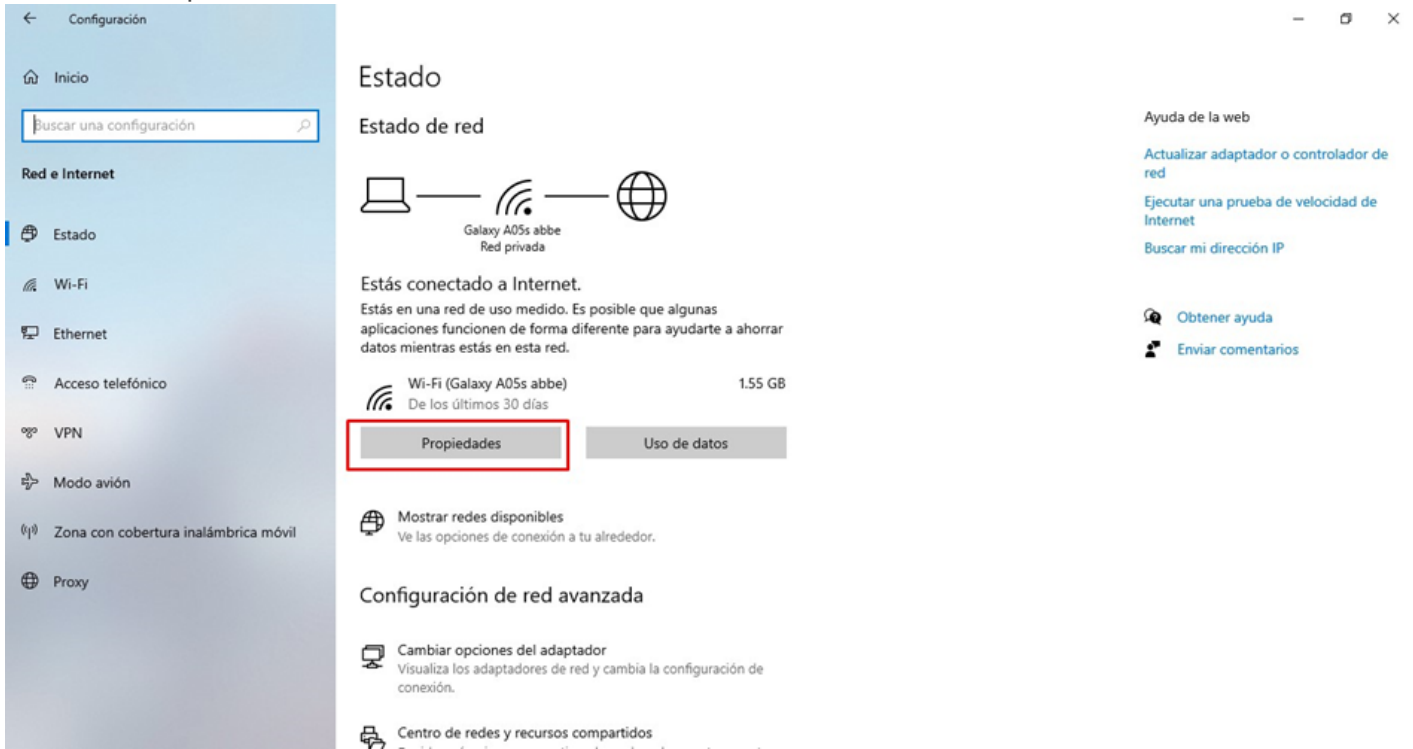 Configuración
Inicio
Buscar una configuración
Red e Internet
Estado
Wi-Fi
Ethernet
Acceso telefónico
VPN
Modo avión
Zona con cobertura inalámbrica móvil
Proxy
Estado
Estado de red
Galaxy A05s abbe
Red privada
Estás conectado a Internet.
Estás en una red de uso medido. Es posible que algunas
aplicaciones funcionen de forma diferente para ayudarte a ahorrar
datos mientras estás en esta red.
Wi-Fi (Galaxy A05s abbe) 1.55 GB
De los últimos 30 días
Propiedades Uso de datos
Mostrar redes disponibles
Ve las opciones de conexión a tu alrededor.
Configuración de red avanzada
Cambiar opciones del adaptador
Visualiza los adaptadores de red y cambia la configuración de
conexión.
Centro de redes y recursos compartidos
Ayuda de la web
Actualizar adaptador o controlador de
red
Ejecutar una prueba de velocidad de
Internet
Buscar mi dirección IP
Obtener ayuda
Enviar comentarios